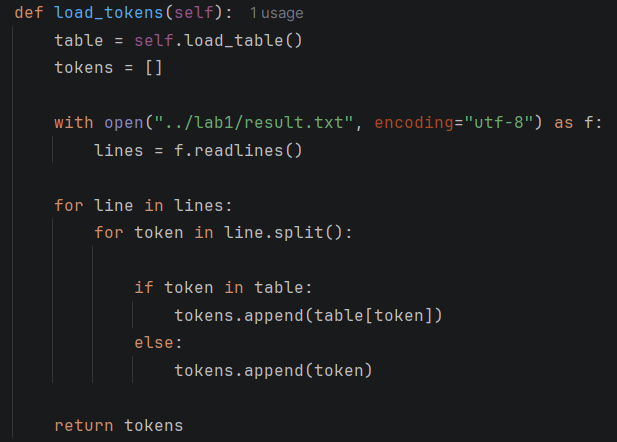 def load_tokens(self): 1 usage
    table = self.load_table()
    tokens = []

    with open("../lab1/result.txt", encoding="utf-8") as f:
        lines = f.readlines()

    for line in lines:
        for token in line.split():

            if token in table:
                tokens.append(table[token])
            else:
                tokens.append(token)

    return tokens